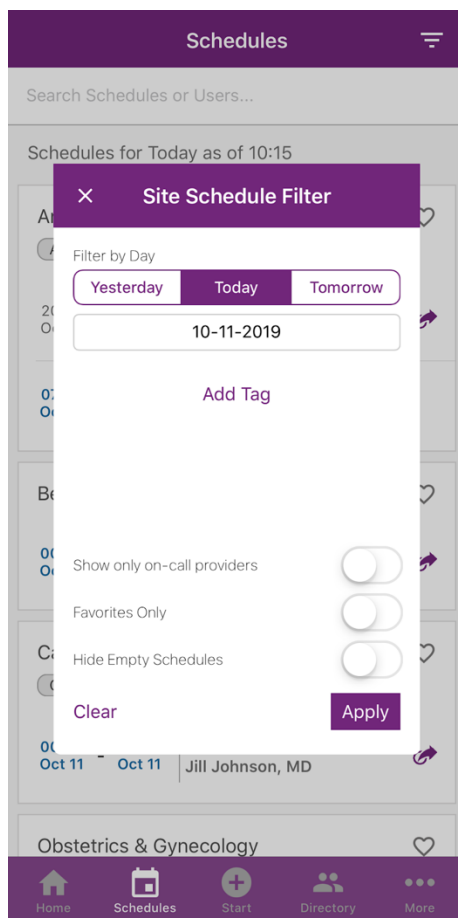 Schedules
Search Schedules or Users...
Schedules for Today as of 10:15
Site Schedule Filter
Filter by Day
Yesterday Today Tomorrow
10-11-2019
Add Tag
Show only on-call providers
Favorites Only
Hide Empty Schedules
Clear Apply
Oct 11 - Oct 11 Jill Johnson, MD
Obstetrics & Gynecology
Home Schedules Start Directory More